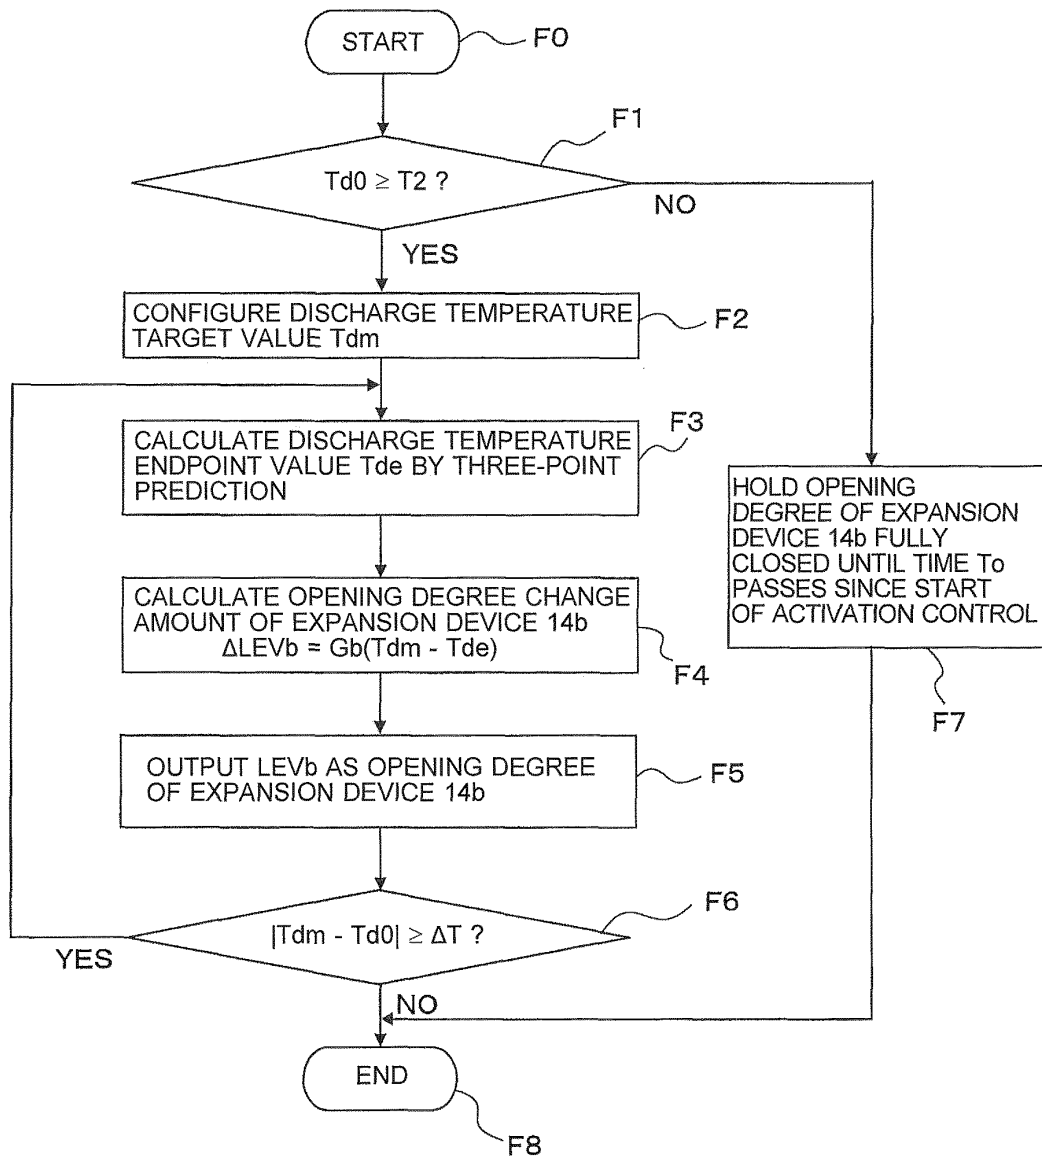 START
F0
F1
Td0 ≥ T2 ?
NO
YES
CONFIGURE DISCHARGE TEMPERATURE
TARGET VALUE Tdm
F2
CALCULATE DISCHARGE TEMPERATURE
ENDPOINT VALUE Tde BY THREE-POINT
PREDICTION
F3
HOLD OPENING
DEGREE OF EXPANSION
DEVICE 14b FULLY
CLOSED UNTIL TIME To
PASSES SINCE START
OF ACTIVATION CONTROL
F7
CALCULATE OPENING DEGREE CHANGE
AMOUNT OF EXPANSION DEVICE 14b
ΔLEVb = Gb(Tdm - Tde)
F4
OUTPUT LEVb AS OPENING DEGREE
OF EXPANSION DEVICE 14b
F5
F6
|Tdm - Td0| ≥ ΔT ?
YES
NO
END
F8